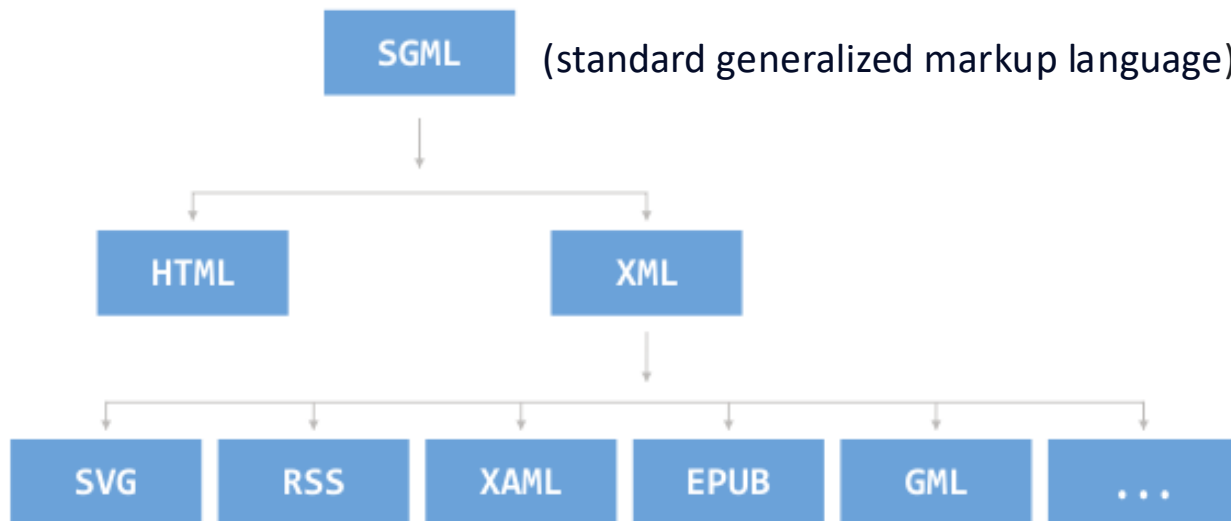 SGML (standard generalized markup language)
HTML XML
SVG RSS XAML EPUB GML ...